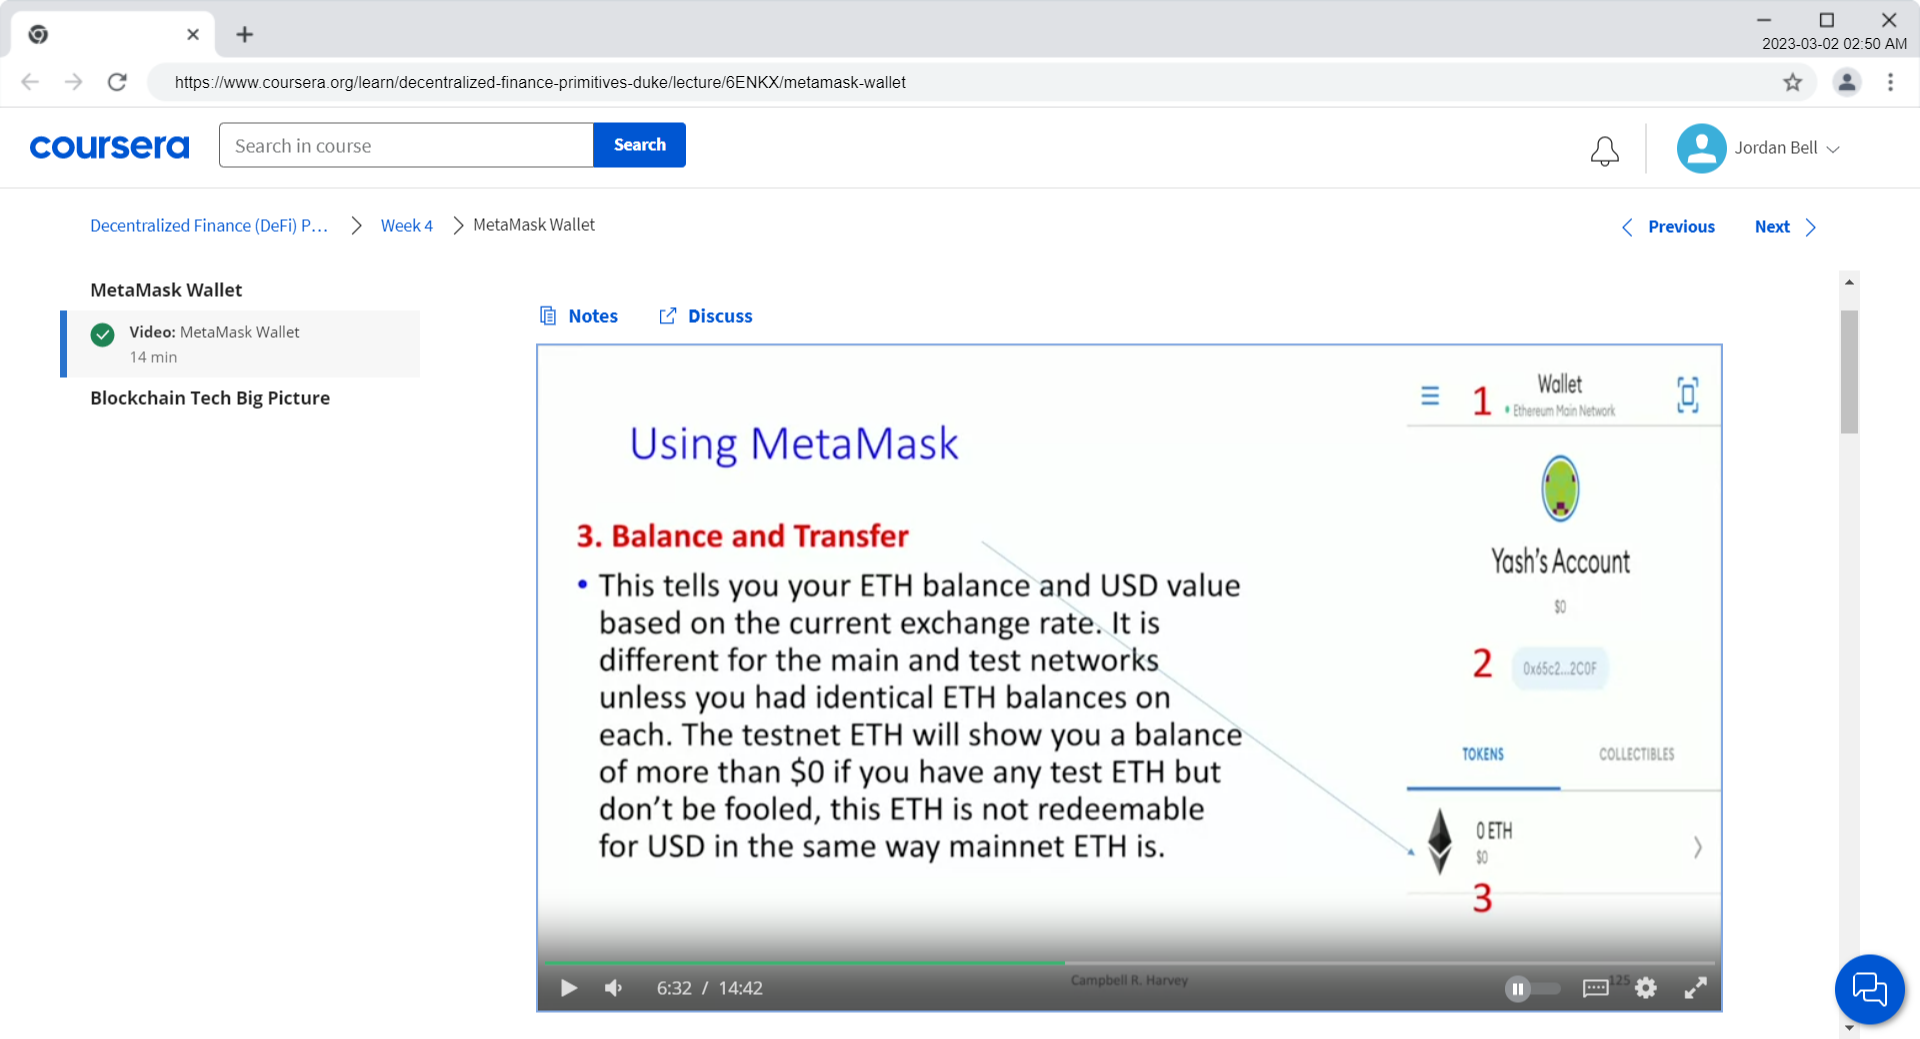 2023-03-02 02:50 AM
https://www.coursera.org/learn/decentralized-finance-primitives-duke/lecture/6ENKX/metamask-wallet
coursera
Search in course
Search
Jordan Bell
Decentralized Finance (DeFi) P...
Week 4
MetaMask Wallet
Previous
Next
MetaMask Wallet
Video: MetaMask Wallet
14 min
Blockchain Tech Big Picture
Notes
Discuss
Using MetaMask
3. Balance and Transfer
• This tells you your ETH balance and USD value
based on the current exchange rate. It is
different for the main and test networks
unless you had identical ETH balances on
each. The testnet ETH will show you a balance
of more than $0 if you have any test ETH but
don't be fooled, this ETH is not redeemable
for USD in the same way mainnet ETH is.
1
Wallet
Ethereum Main Network
Yash's Account
$0
2
0x65c2...2C0F
TOKENS
COLLECTIBLES
0 ETH
$0
3
Campbell R. Harvey
125
6:32 / 14:42